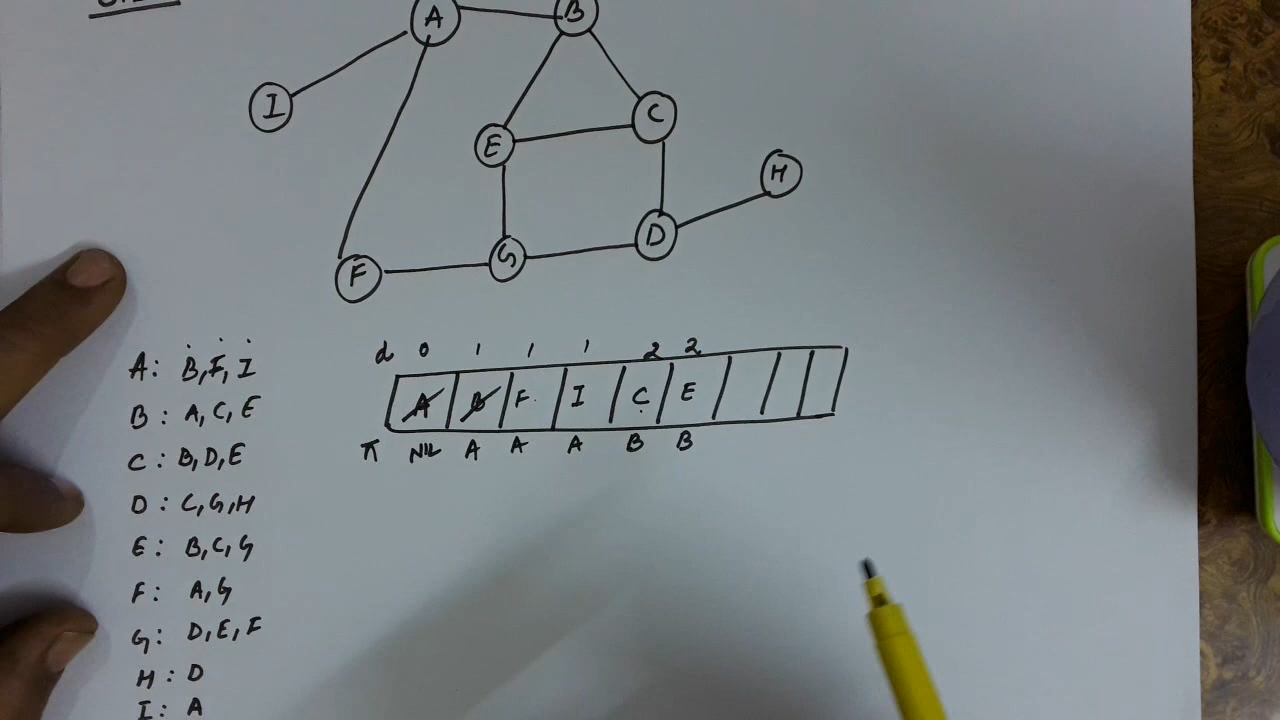 A B
I
C
E
H
D
G
F
d 0 1 1 1 2 2
A B F I C E
π NIL A A A B B
A: B, F, I
B: A, C, E
C: B, D, E
D: C, G, H
E: B, C, G
F: A, G
G: D, E, F
H: D
I: A